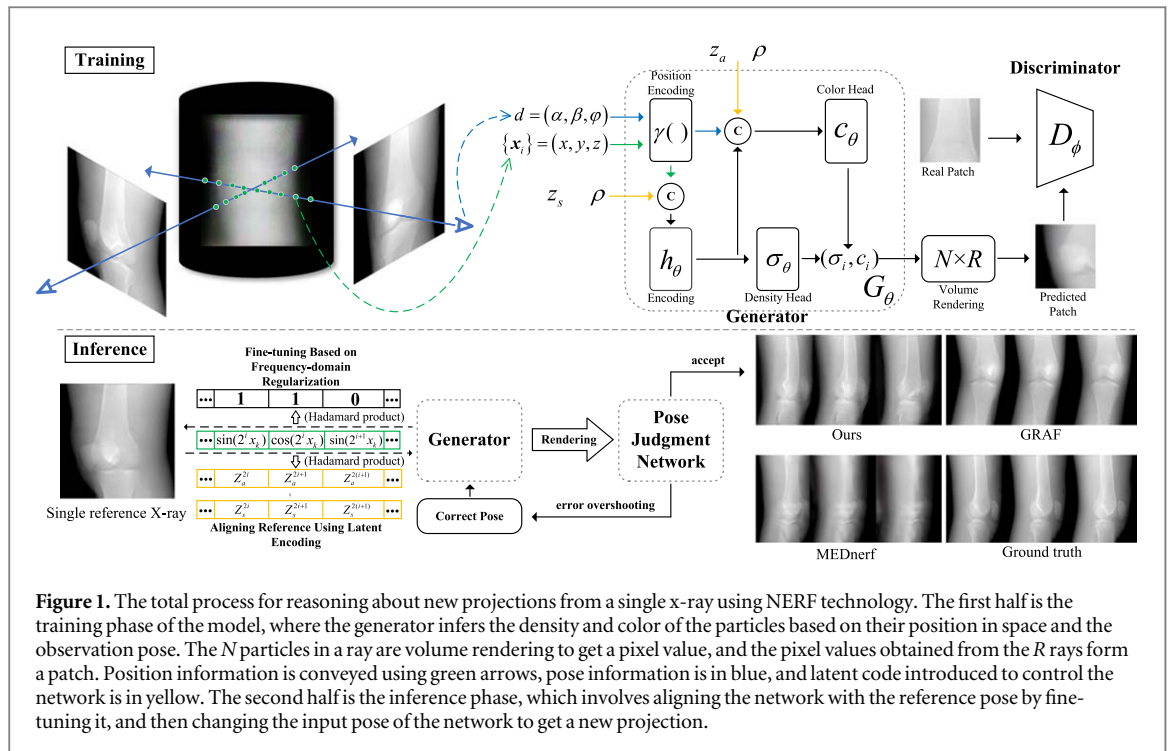 Training
d = (α, β, φ)
{x_i} = (x, y, z)
z_s ρ
z_a ρ
Position
Encoding
γ( )
C
C
h_θ
Encoding
σ_θ
Density Head
Color Head
c_θ
(σ_i, c_i)
G_θ
Generator
N×R
Volume
Rendering
Discriminator
Real Patch
D_ϕ
Predicted
Patch
Inference
Single reference X-ray
Fine-tuning Based on
Frequency-domain
Regularization
••• 1 1 0 •••
(Hadamard product)
••• sin(2^i x_k) cos(2^i x_k) sin(2^{i+1} x_k) •••
(Hadamard product)
••• Z_a^{2i} Z_a^{2i+1} Z_a^{2(i+1)} •••
••• Z_s^{2i} Z_s^{2i+1} Z_s^{2(i+1)} •••
Aligning Reference Using Latent
Encoding
Generator
Rendering
Pose
Judgment
Network
accept
error overshooting
Correct Pose
Ours
GRAF
MEDnerf
Ground truth
Figure 1. The total process for reasoning about new projections from a single x-ray using NERF technology. The first half is the
training phase of the model, where the generator infers the density and color of the particles based on their position in space and the
observation pose. The N particles in a ray are volume rendering to get a pixel value, and the pixel values obtained from the R rays form
a patch. Position information is conveyed using green arrows, pose information is in blue, and latent code introduced to control the
network is in yellow. The second half is the inference phase, which involves aligning the network with the reference pose by fine-
tuning it, and then changing the input pose of the network to get a new projection.